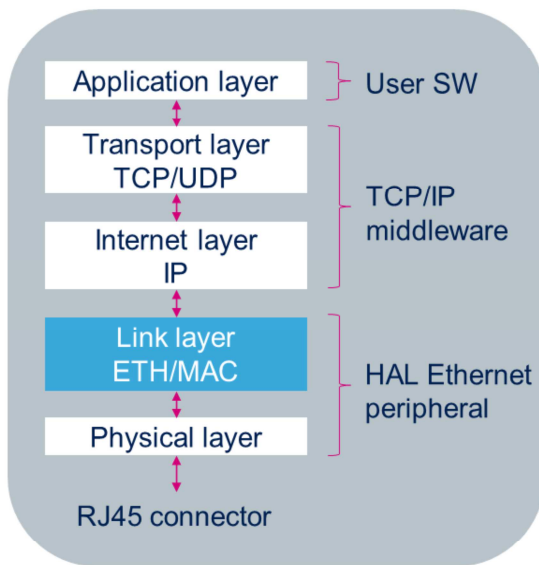 Application layer
User SW
Transport layer
TCP/UDP
TCP/IP
middleware
Internet layer
IP
Link layer
ETH/MAC
HAL Ethernet
peripheral
Physical layer
RJ45 connector